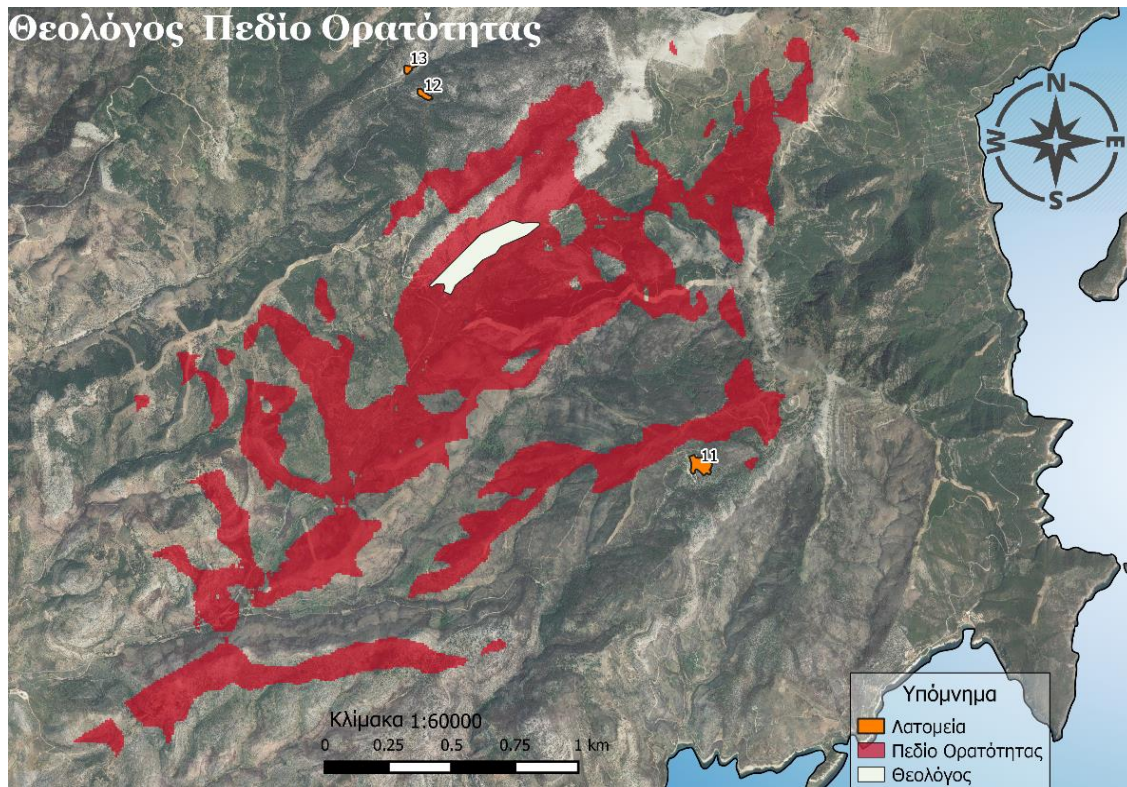 Θεολόγος Πεδίο Ορατότητας
13
12
N
W E
S
11
Υπόμνημα
Λατομεία
Πεδίο Ορατότητας
Θεολόγος
Κλίμακα 1:60000
0 0.25 0.5 0.75 1 km